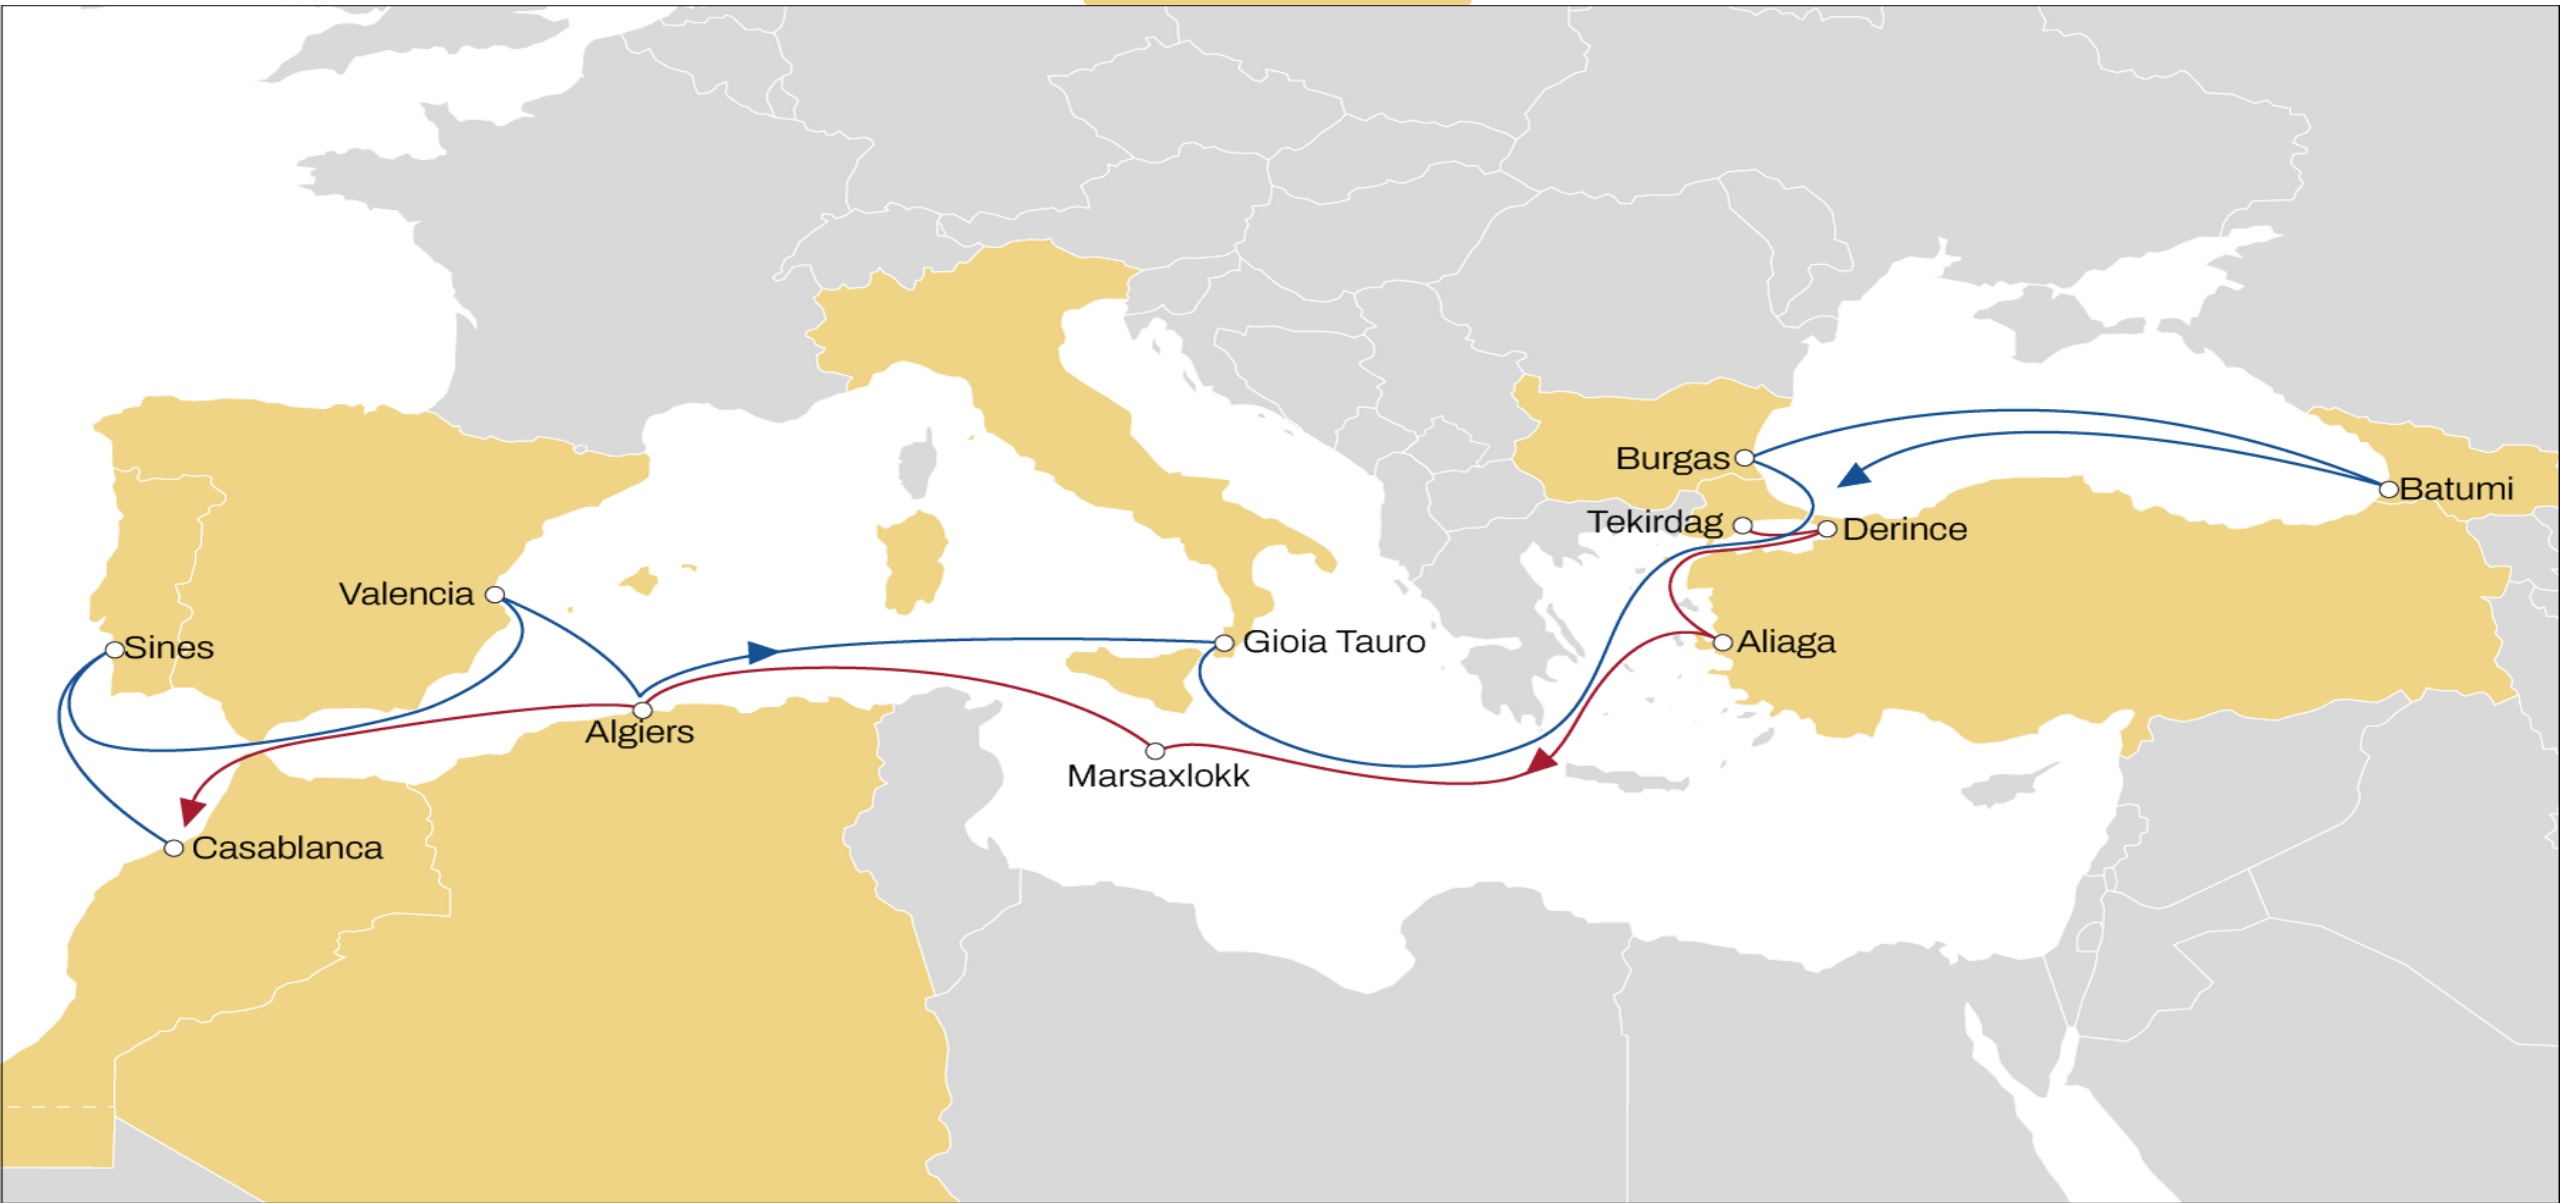 Burgas
Batumi
Tekirdag
Derince
Valencia
Sines
Gioia Tauro
Aliaga
Algiers
Marsaxlokk
Casablanca